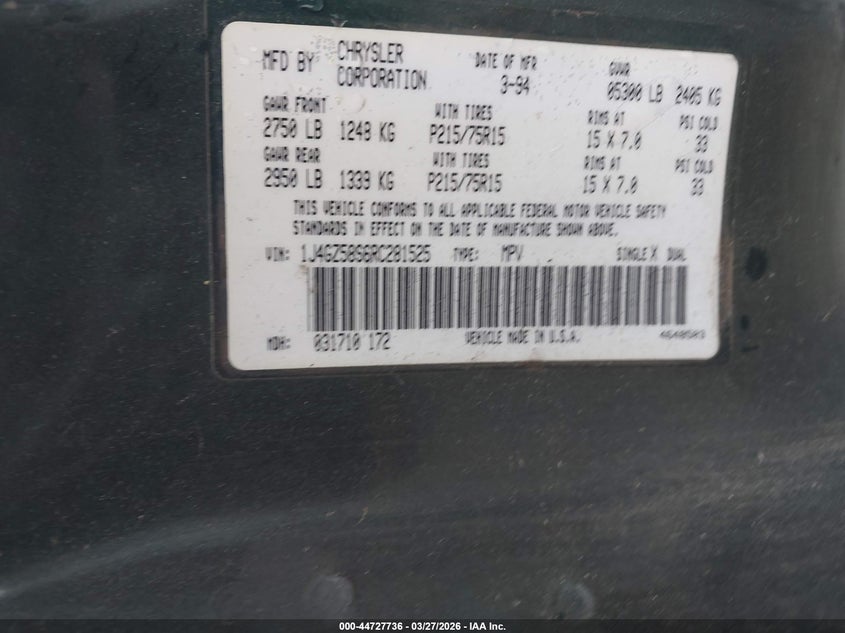 MFD BY CHRYSLER CORPORATION DATE OF MFR 3-94 GVWR 05300 LB 2405 KG
GAWR FRONT WITH TIRES RIMS AT PSI COLD
2750 LB 1248 KG P215/75R15 15 X 7.0 33
GAWR REAR WITH TIRES RIMS AT PSI COLD
2950 LB 1339 KG P215/75R15 15 X 7.0 33
THIS VEHICLE CONFORMS TO ALL APPLICABLE FEDERAL MOTOR VEHICLE SAFETY
STANDARDS IN EFFECT ON THE DATE OF MANUFACTURE SHOWN ABOVE.
VIN: 1J4GZ58S6RC281525 TYPE: MPV SINGLE X DUAL
MDH: 031710 172 VEHICLE MADE IN U.S.A.
000-44727736 - 03/27/2026 - IAA Inc.